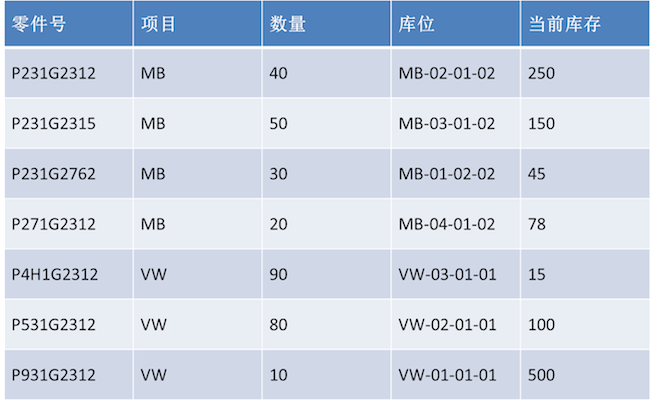 零件号 项目 数量 库位 当前库存
P231G2312 MB 40 MB-02-01-02 250
P231G2315 MB 50 MB-03-01-02 150
P231G2762 MB 30 MB-01-02-02 45
P271G2312 MB 20 MB-04-01-02 78
P4H1G2312 VW 90 VW-03-01-01 15
P531G2312 VW 80 VW-02-01-01 100
P931G2312 VW 10 VW-01-01-01 500